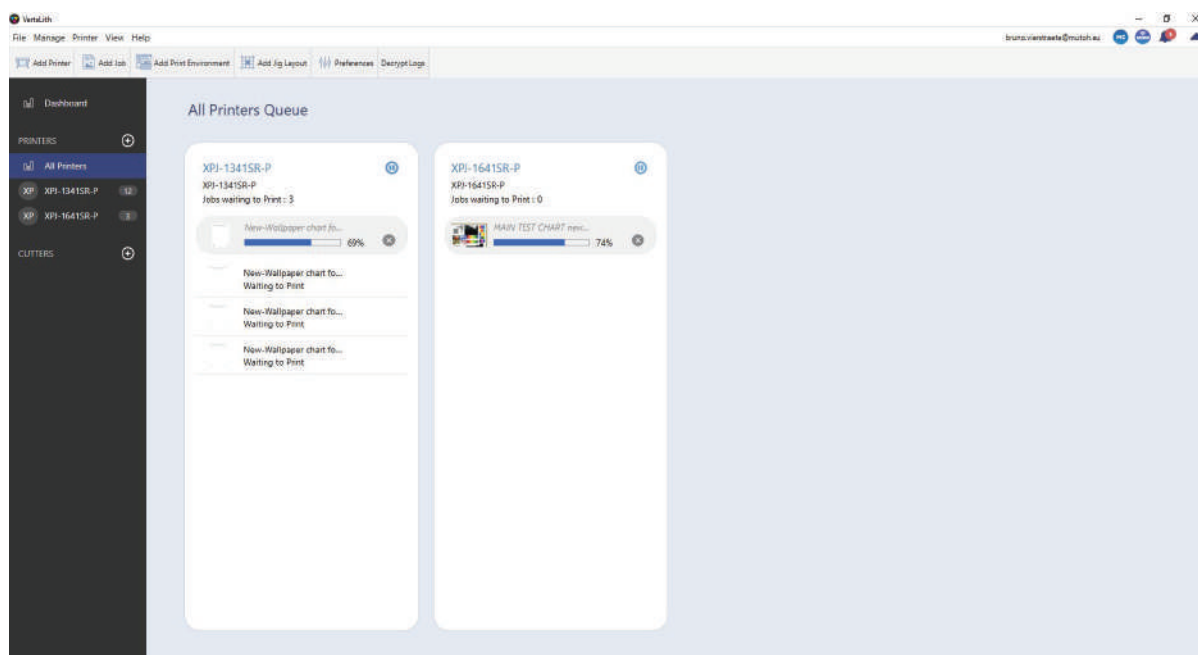 VerteLith
File Manage Printer View Help
Add Printer Add Job Add Print Environment Add Jig Layout Preferences Decrypt Logs
Dashboard
PRINTERS
All Printers
XP XPJ-1341SR-P 12
XP XPJ-1641SR-P 3
CUTTERS
All Printers Queue
XPJ-1341SR-P
XPJ-1341SR-P
Jobs waiting to Print : 3
New-Wallpaper chart fo...
69%
New-Wallpaper chart fo...
Waiting to Print
New-Wallpaper chart fo...
Waiting to Print
New-Wallpaper chart fo...
Waiting to Print
XPJ-1641SR-P
XPJ-1641SR-P
Jobs waiting to Print : 0
MAIN TEST CHART new...
74%